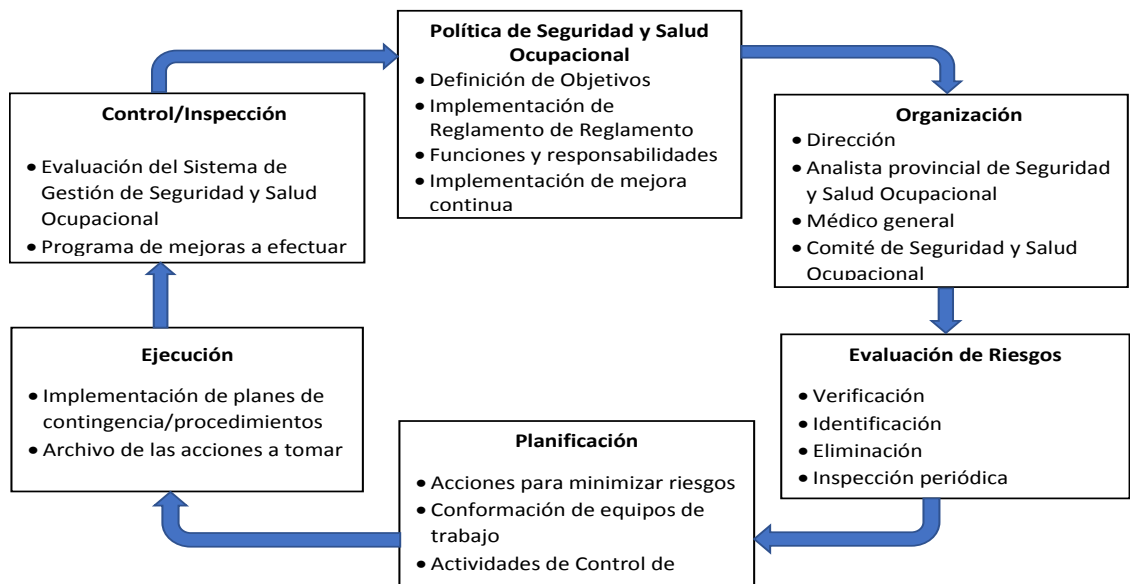 Política de Seguridad y Salud
Ocupacional
• Definición de Objetivos
• Implementación de
Reglamento de Reglamento
• Funciones y responsabilidades
• Implementación de mejora
continua
Organización
• Dirección
• Analista provincial de Seguridad
y Salud Ocupacional
• Médico general
• Comité de Seguridad y Salud
Ocupacional
Evaluación de Riesgos
• Verificación
• Identificación
• Eliminación
• Inspección periódica
Planificación
• Acciones para minimizar riesgos
• Conformación de equipos de
trabajo
• Actividades de Control de
Ejecución
• Implementación de planes de
contingencia/procedimientos
• Archivo de las acciones a tomar
Control/Inspección
• Evaluación del Sistema de
Gestión de Seguridad y Salud
Ocupacional
• Programa de mejoras a efectuar